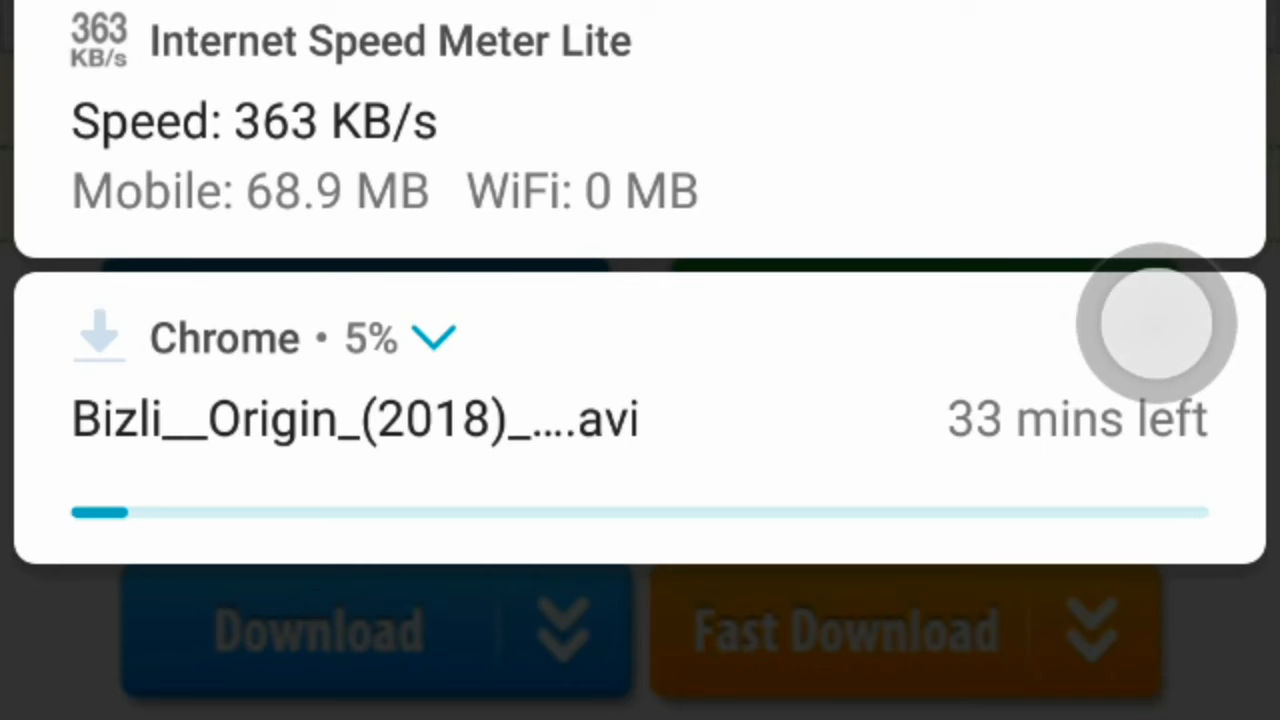 363
KB/s
Internet Speed Meter Lite
Speed: 363 KB/s
Mobile: 68.9 MB WiFi: 0 MB
Chrome • 5%
Bizli__Origin_(2018)_....avi
33 mins left
Download
Fast Download